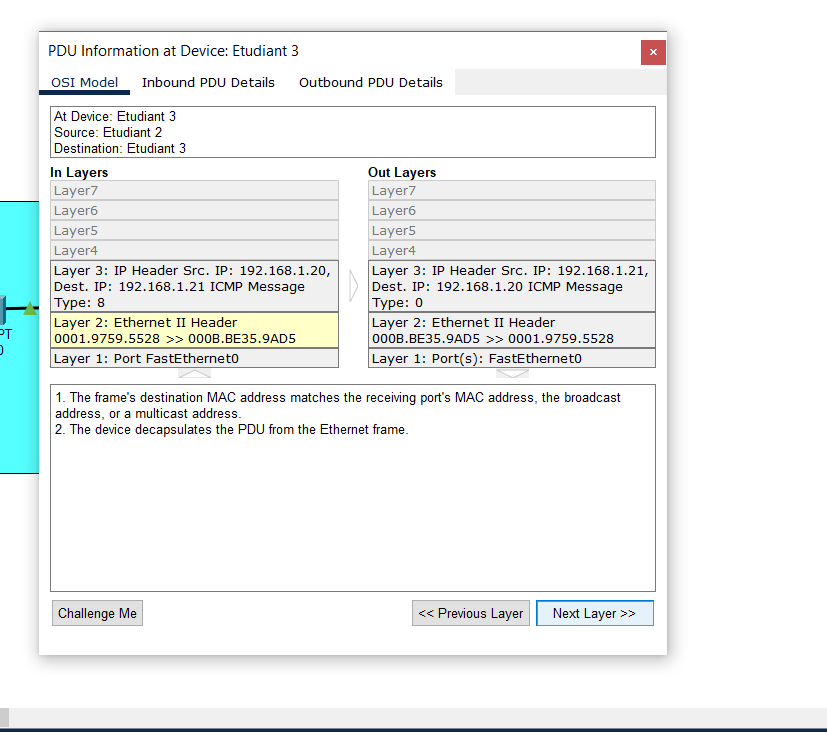 PDU Information at Device: Etudiant 3
×
OSI Model Inbound PDU Details Outbound PDU Details
At Device: Etudiant 3
Source: Etudiant 2
Destination: Etudiant 3
In Layers
Layer7
Layer6
Layer5
Layer4
Layer 3: IP Header Src. IP: 192.168.1.20,
Dest. IP: 192.168.1.21 ICMP Message
Type: 8
Layer 2: Ethernet II Header
0001.9759.5528 >> 000B.BE35.9AD5
Layer 1: Port FastEthernet0
Out Layers
Layer7
Layer6
Layer5
Layer4
Layer 3: IP Header Src. IP: 192.168.1.21,
Dest. IP: 192.168.1.20 ICMP Message
Type: 0
Layer 2: Ethernet II Header
000B.BE35.9AD5 >> 0001.9759.5528
Layer 1: Port(s): FastEthernet0
1. The frame's destination MAC address matches the receiving port's MAC address, the broadcast
address, or a multicast address.
2. The device decapsulates the PDU from the Ethernet frame.
Challenge Me
<< Previous Layer
Next Layer >>